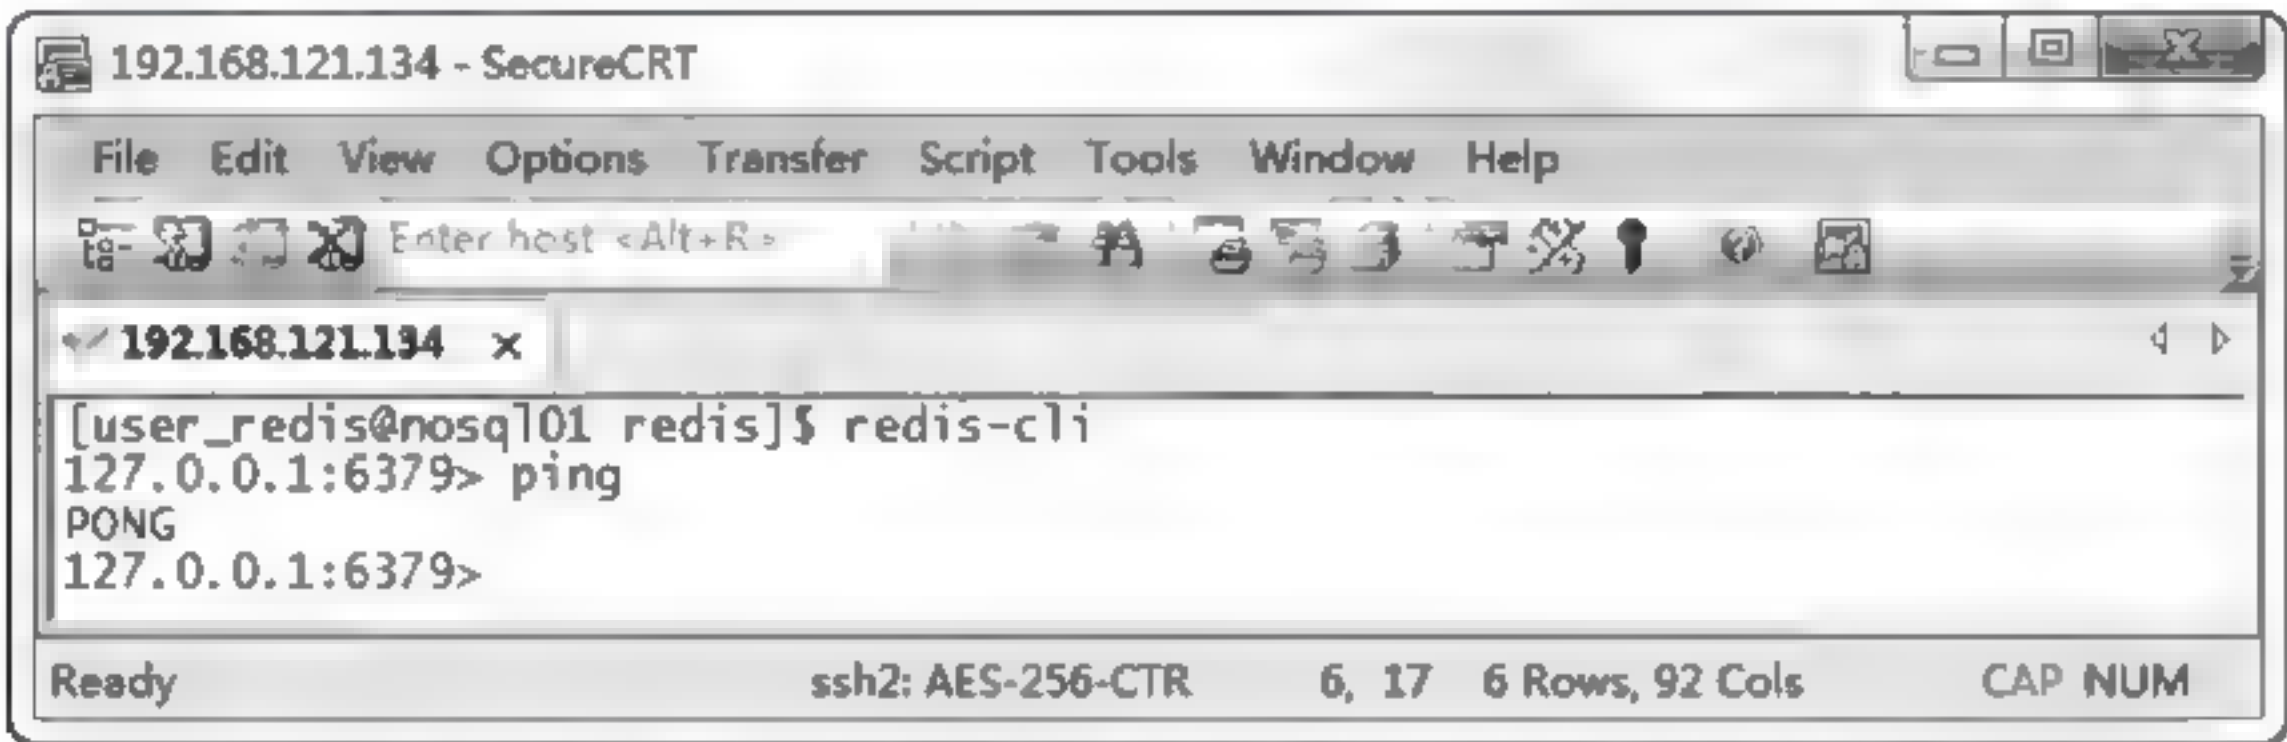 192.168.121.134 - SecureCRT
File Edit View Options Transfer Script Tools Window Help
Enter host <Alt+R>
192.168.121.134 ×
[user_redis@nosql01 redis]$ redis-cli
127.0.0.1:6379> ping
PONG
127.0.0.1:6379>
Ready ssh2: AES-256-CTR 6, 17 6 Rows, 92 Cols CAP NUM